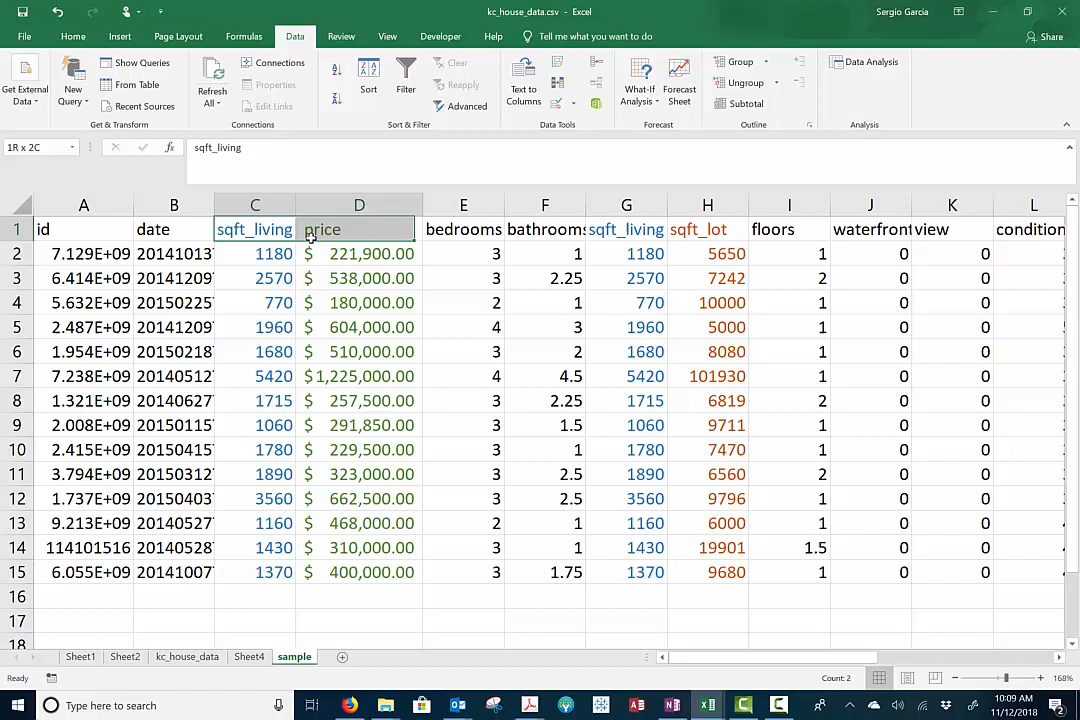 kc_house_data.csv - Excel
Sergio Garcia
File Home Insert Page Layout Formulas Data Review View Developer Help Tell me what you want to do Share
Get External Data
New Query
Show Queries
From Table
Recent Sources
Get & Transform
Refresh All
Connections
Properties
Edit Links
Connections
Sort
Filter
Clear
Reapply
Advanced
Sort & Filter
Text to Columns
Data Tools
What-If Analysis
Forecast Sheet
Forecast
Group
Ungroup
Subtotal
Outline
Data Analysis
Analysis
1R x 2C fx sqft_living
A B C D E F G H I J K L
1 id date sqft_living price bedrooms bathrooms sqft_living sqft_lot floors waterfront view condition
2 7.129E+09 20141013 1180 $ 221,900.00 3 1 1180 5650 1 0 0
3 6.414E+09 20141209 2570 $ 538,000.00 3 2.25 2570 7242 2 0 0
4 5.632E+09 20150225 770 $ 180,000.00 2 1 770 10000 1 0 0
5 2.487E+09 20141209 1960 $ 604,000.00 4 3 1960 5000 1 0 0
6 1.954E+09 20150218 1680 $ 510,000.00 3 2 1680 8080 1 0 0
7 7.238E+09 20140512 5420 $1,225,000.00 4 4.5 5420 101930 1 0 0
8 1.321E+09 20140627 1715 $ 257,500.00 3 2.25 1715 6819 2 0 0
9 2.008E+09 20150115 1060 $ 291,850.00 3 1.5 1060 9711 1 0 0
10 2.415E+09 20150415 1780 $ 229,500.00 3 1 1780 7470 1 0 0
11 3.794E+09 20150312 1890 $ 323,000.00 3 2.5 1890 6560 2 0 0
12 1.737E+09 20150403 3560 $ 662,500.00 3 2.5 3560 9796 1 0 0
13 9.213E+09 20140527 1160 $ 468,000.00 2 1 1160 6000 1 0 0
14 114101516 20140528 1430 $ 310,000.00 3 1 1430 19901 1.5 0 0
15 6.055E+09 20141007 1370 $ 400,000.00 3 1.75 1370 9680 1 0 0
16
17
18
Sheet1 Sheet2 kc_house_data Sheet4 sample
Ready Count: 2 168%
Type here to search
10:09 AM
11/12/2018